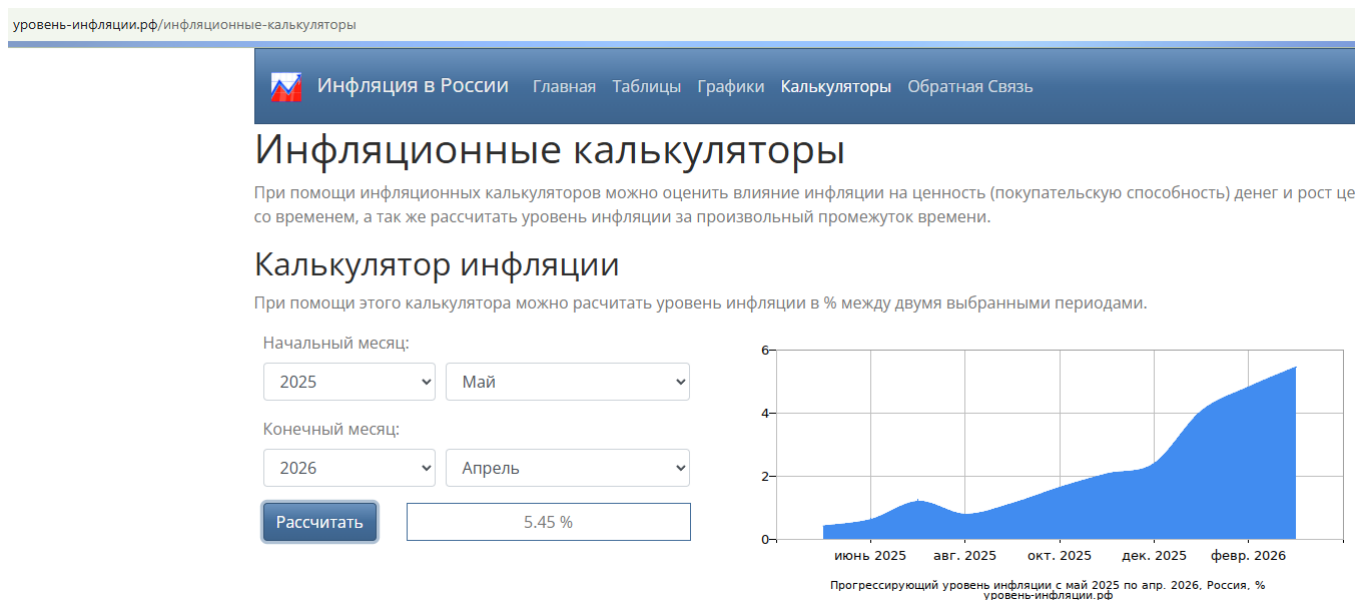 уровень-инфляции.рф/инфляционные-калькуляторы
Инфляция в России Главная Таблицы Графики Калькуляторы Обратная Связь
Инфляционные калькуляторы
При помощи инфляционных калькуляторов можно оценить влияние инфляции на ценность (покупательскую способность) денег и рост це
со временем, а так же рассчитать уровень инфляции за произвольный промежуток времени.
Калькулятор инфляции
При помощи этого калькулятора можно расчитать уровень инфляции в % между двумя выбранными периодами.
Начальный месяц:
2025 Май
Конечный месяц:
2026 Апрель
Рассчитать 5.45 %
6
4
2
0
июнь 2025 авг. 2025 окт. 2025 дек. 2025 февр. 2026
Прогрессирующий уровень инфляции с май 2025 по апр. 2026, Россия, %
уровень-инфляции.рф